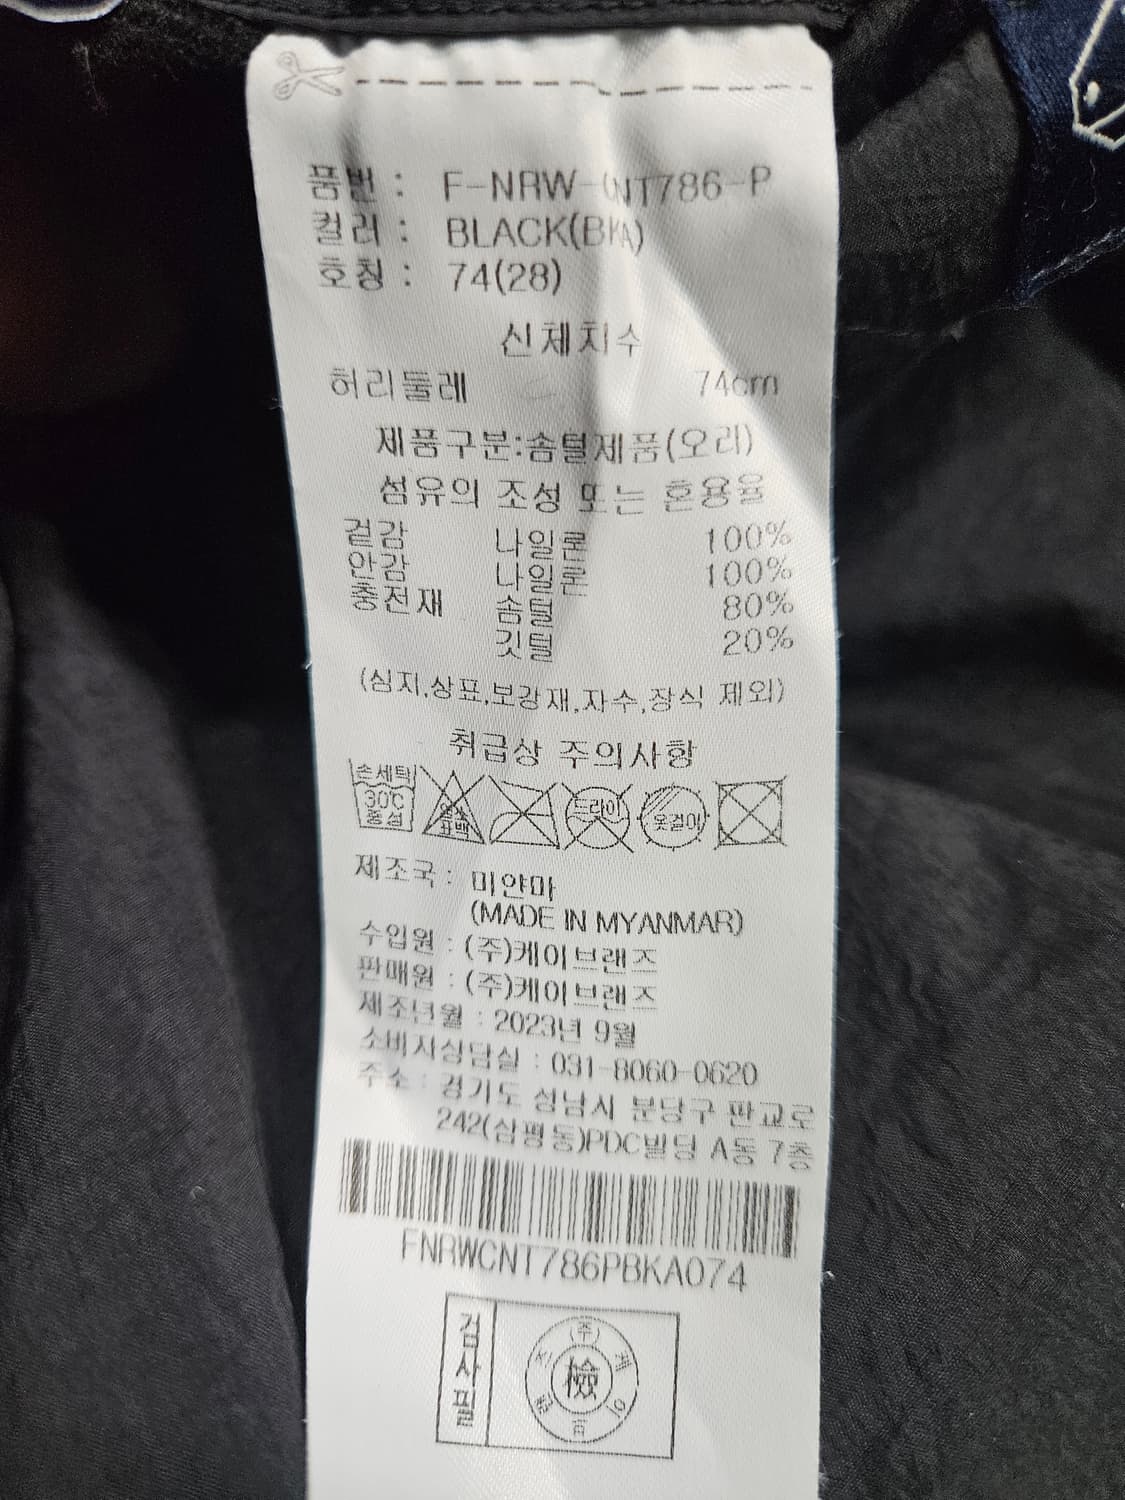 품번 : F-NRW-CNT786-P
컬러 : BLACK(BKA)
호칭 : 74(28)
신체치수
허리둘레 74cm
제품구분:솜털제품(오리)
섬유의 조성 또는 혼용율
겉감 나일론 100%
안감 나일론 100%
충전재 솜털 80%
깃털 20%
(심지,상표,보강재,자수,장식 제외)
취급상 주의사항
손세탁
30℃
중성
염소
표백
드라이
옷걸이
제조국 : 미얀마
(MADE IN MYANMAR)
수입원 : (주)케이브랜즈
판매원 : (주)케이브랜즈
제조년월 : 2023년 9월
소비자상담실 : 031-8060-0620
주소 : 경기도 성남시 분당구 판교로
242(삼평동)PDC빌딩 A동 7층
FNRWCNT786PBKA074
검사필
(주)
檢